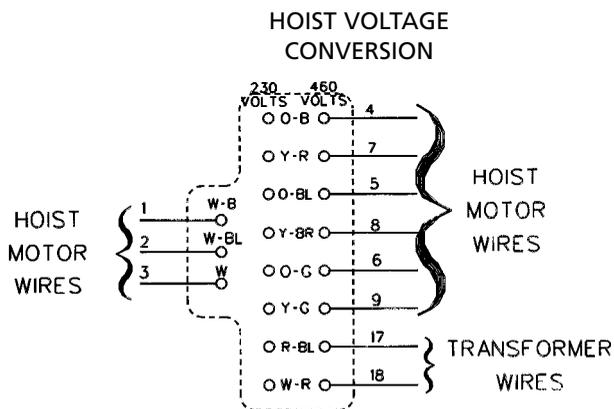 HOIST VOLTAGE
CONVERSION
230 460
VOLTS VOLTS
O-B 4
Y-R 7
O-BL 5
Y-BR 8
O-G 6
Y-G 9
R-BL 17
W-R 18
1 W-B
2 W-BL
3 W
HOIST
MOTOR
WIRES
HOIST
MOTOR
WIRES
TRANSFORMER
WIRES